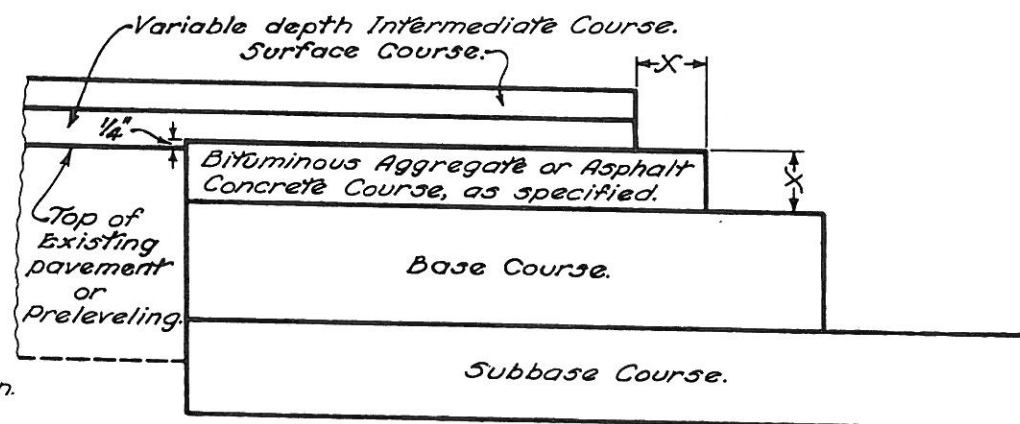 Variable depth Intermediate Course.
Surface Course.
X
1/4"
Bituminous Aggregate or Asphalt
Concrete Course, as specified.
X
Top of
Existing
pavement
or
Preleveling.
Base Course.
Subbase Course.
n.